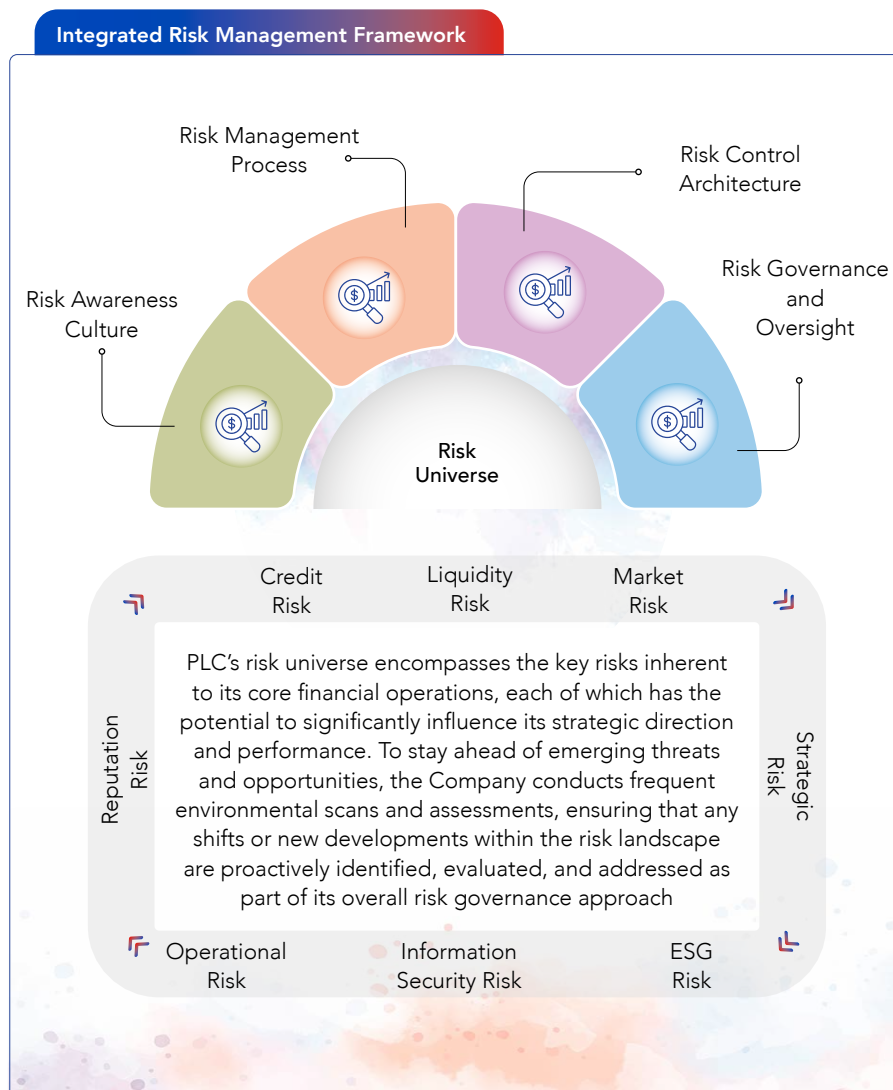 Integrated Risk Management Framework
Risk Management
Process
Risk Control
Architecture
Risk Awareness
Culture
Risk Governance
and
Oversight
$
$
$
$
Risk
Universe
Credit
Risk
Liquidity
Risk
Market
Risk
Reputation
Risk
PLC’s risk universe encompasses the key risks inherent
to its core financial operations, each of which has the
potential to significantly influence its strategic direction
and performance. To stay ahead of emerging threats
and opportunities, the Company conducts frequent
environmental scans and assessments, ensuring that any
shifts or new developments within the risk landscape
are proactively identified, evaluated, and addressed as
part of its overall risk governance approach
Strategic
Risk
Operational
Risk
Information
Security Risk
ESG
Risk